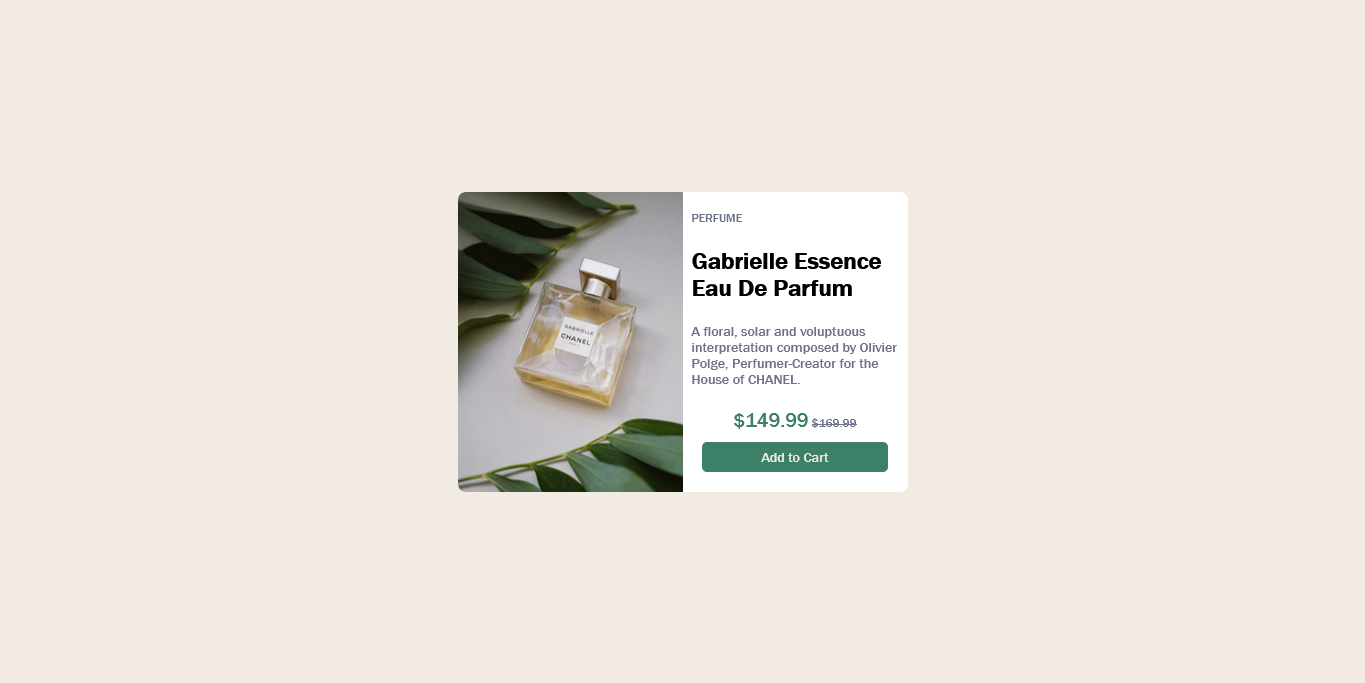 GABRIELLE
CHANEL
PERFUME
Gabrielle Essence
Eau De Parfum
A floral, solar and voluptuous
interpretation composed by Olivier
Polge, Perfumer-Creator for the
House of CHANEL.
$149.99 $169.99
Add to Cart